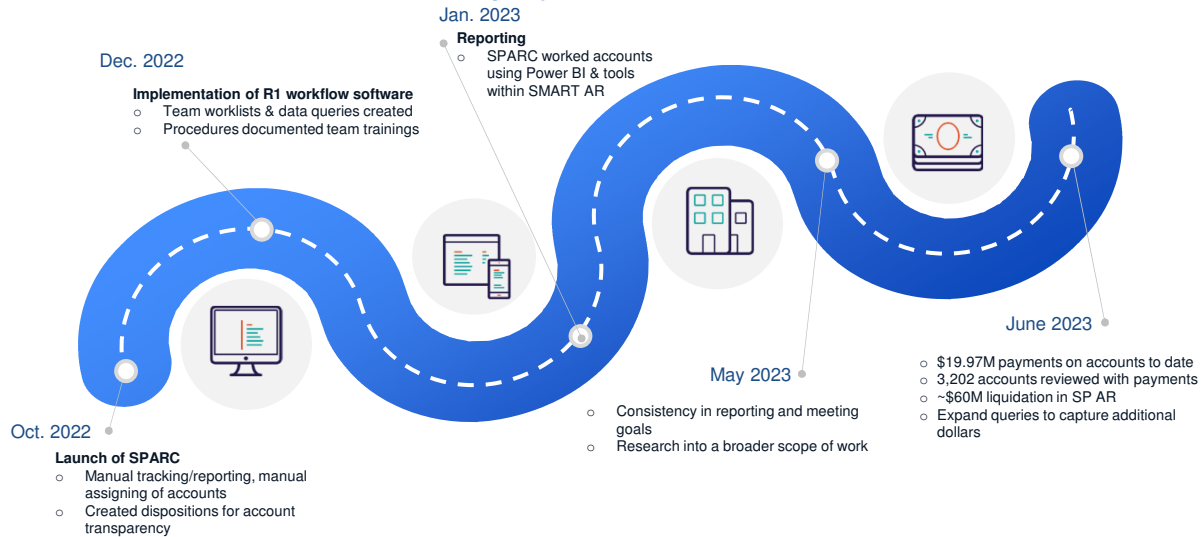 Jan. 2023
Reporting
○ SPARC worked accounts
using Power BI & tools
within SMART AR
Dec. 2022
Implementation of R1 workflow software
○ Team worklists & data queries created
○ Procedures documented team trainings
Oct. 2022
Launch of SPARC
○ Manual tracking/reporting, manual
assigning of accounts
○ Created dispositions for account
transparency
May 2023
○ Consistency in reporting and meeting
goals
○ Research into a broader scope of work
June 2023
○ $19.97M payments on accounts to date
○ 3,202 accounts reviewed with payments
○ ~$60M liquidation in SP AR
○ Expand queries to capture additional
dollars